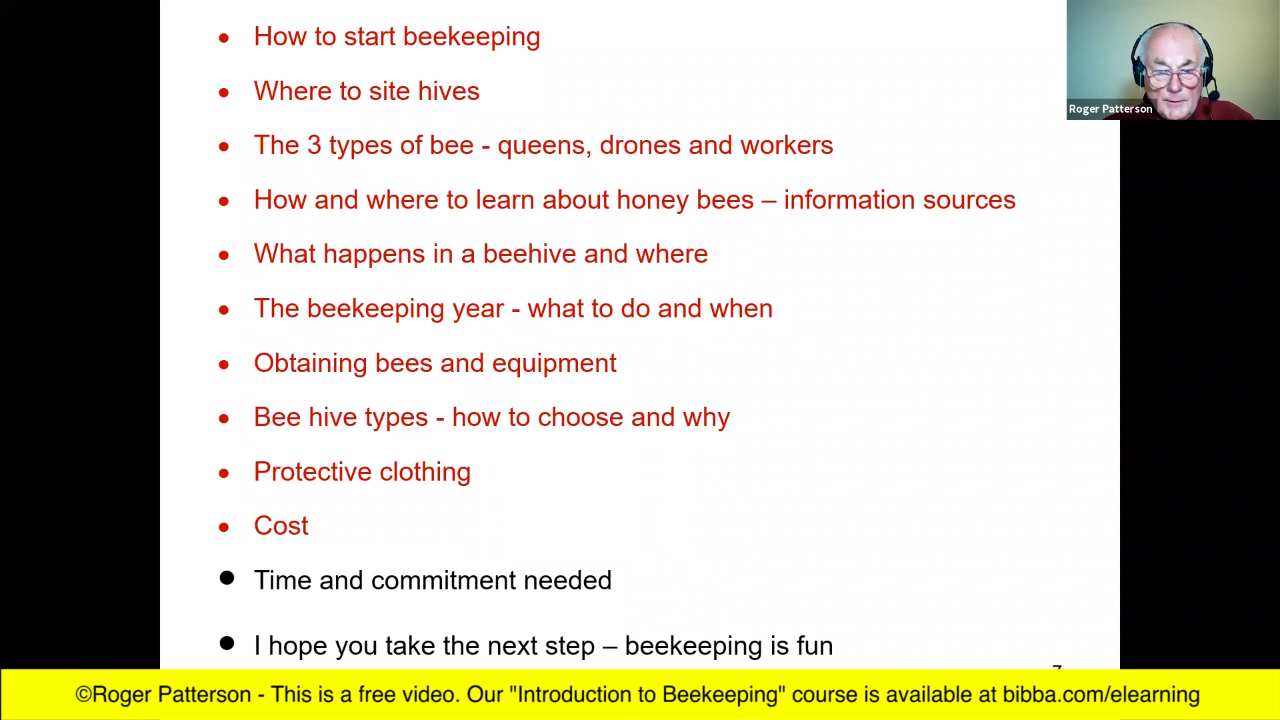 • How to start beekeeping
• Where to site hives
• The 3 types of bee - queens, drones and workers
• How and where to learn about honey bees – information sources
• What happens in a beehive and where
• The beekeeping year - what to do and when
• Obtaining bees and equipment
• Bee hive types - how to choose and why
• Protective clothing
• Cost
• Time and commitment needed
• I hope you take the next step – beekeeping is fun
Roger Patterson
©Roger Patterson - This is a free video. Our "Introduction to Beekeeping" course is available at bibba.com/elearning